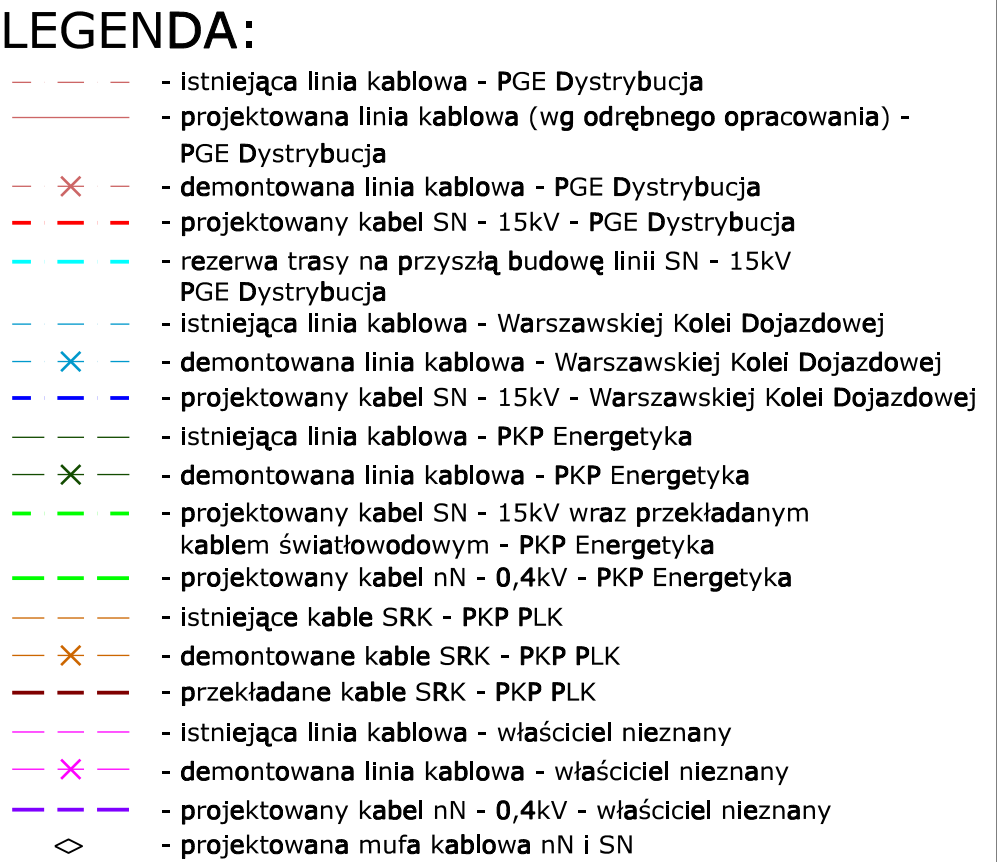 LEGENDA:
- istniejąca linia kablowa - PGE Dystrybucja
- projektowana linia kablowa (wg odrębnego opracowania) -
PGE Dystrybucja
- demontowana linia kablowa - PGE Dystrybucja
- projektowany kabel SN - 15kV - PGE Dystrybucja
- rezerwa trasy na przyszłą budowę linii SN - 15kV
PGE Dystrybucja
- istniejąca linia kablowa - Warszawskiej Kolei Dojazdowej
- demontowana linia kablowa - Warszawskiej Kolei Dojazdowej
- projektowany kabel SN - 15kV - Warszawskiej Kolei Dojazdowej
- istniejąca linia kablowa - PKP Energetyka
- demontowana linia kablowa - PKP Energetyka
- projektowany kabel SN - 15kV wraz przekładanym
kablem światłowodowym - PKP Energetyka
- projektowany kabel nN - 0,4kV - PKP Energetyka
- istniejące kable SRK - PKP PLK
- demontowane kable SRK - PKP PLK
- przekładane kable SRK - PKP PLK
- istniejąca linia kablowa - właściciel nieznany
- demontowana linia kablowa - właściciel nieznany
- projektowany kabel nN - 0,4kV - właściciel nieznany
- projektowana mufa kablowa nN i SN